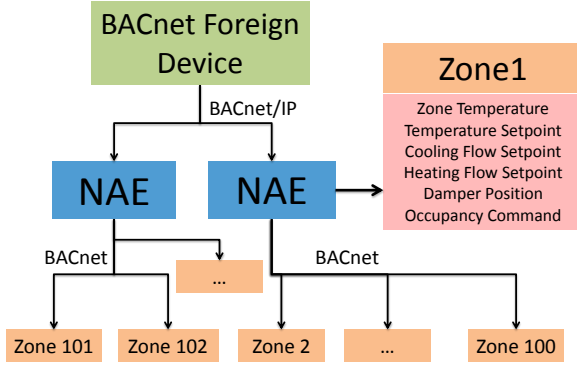 BACnet Foreign
Device
Zone1
BACnet/IP
Zone Temperature
Temperature Setpoint
Cooling Flow Setpoint
Heating Flow Setpoint
Damper Position
Occupancy Command
NAE
NAE
BACnet
...
BACnet
Zone 101
Zone 102
Zone 2
...
Zone 100